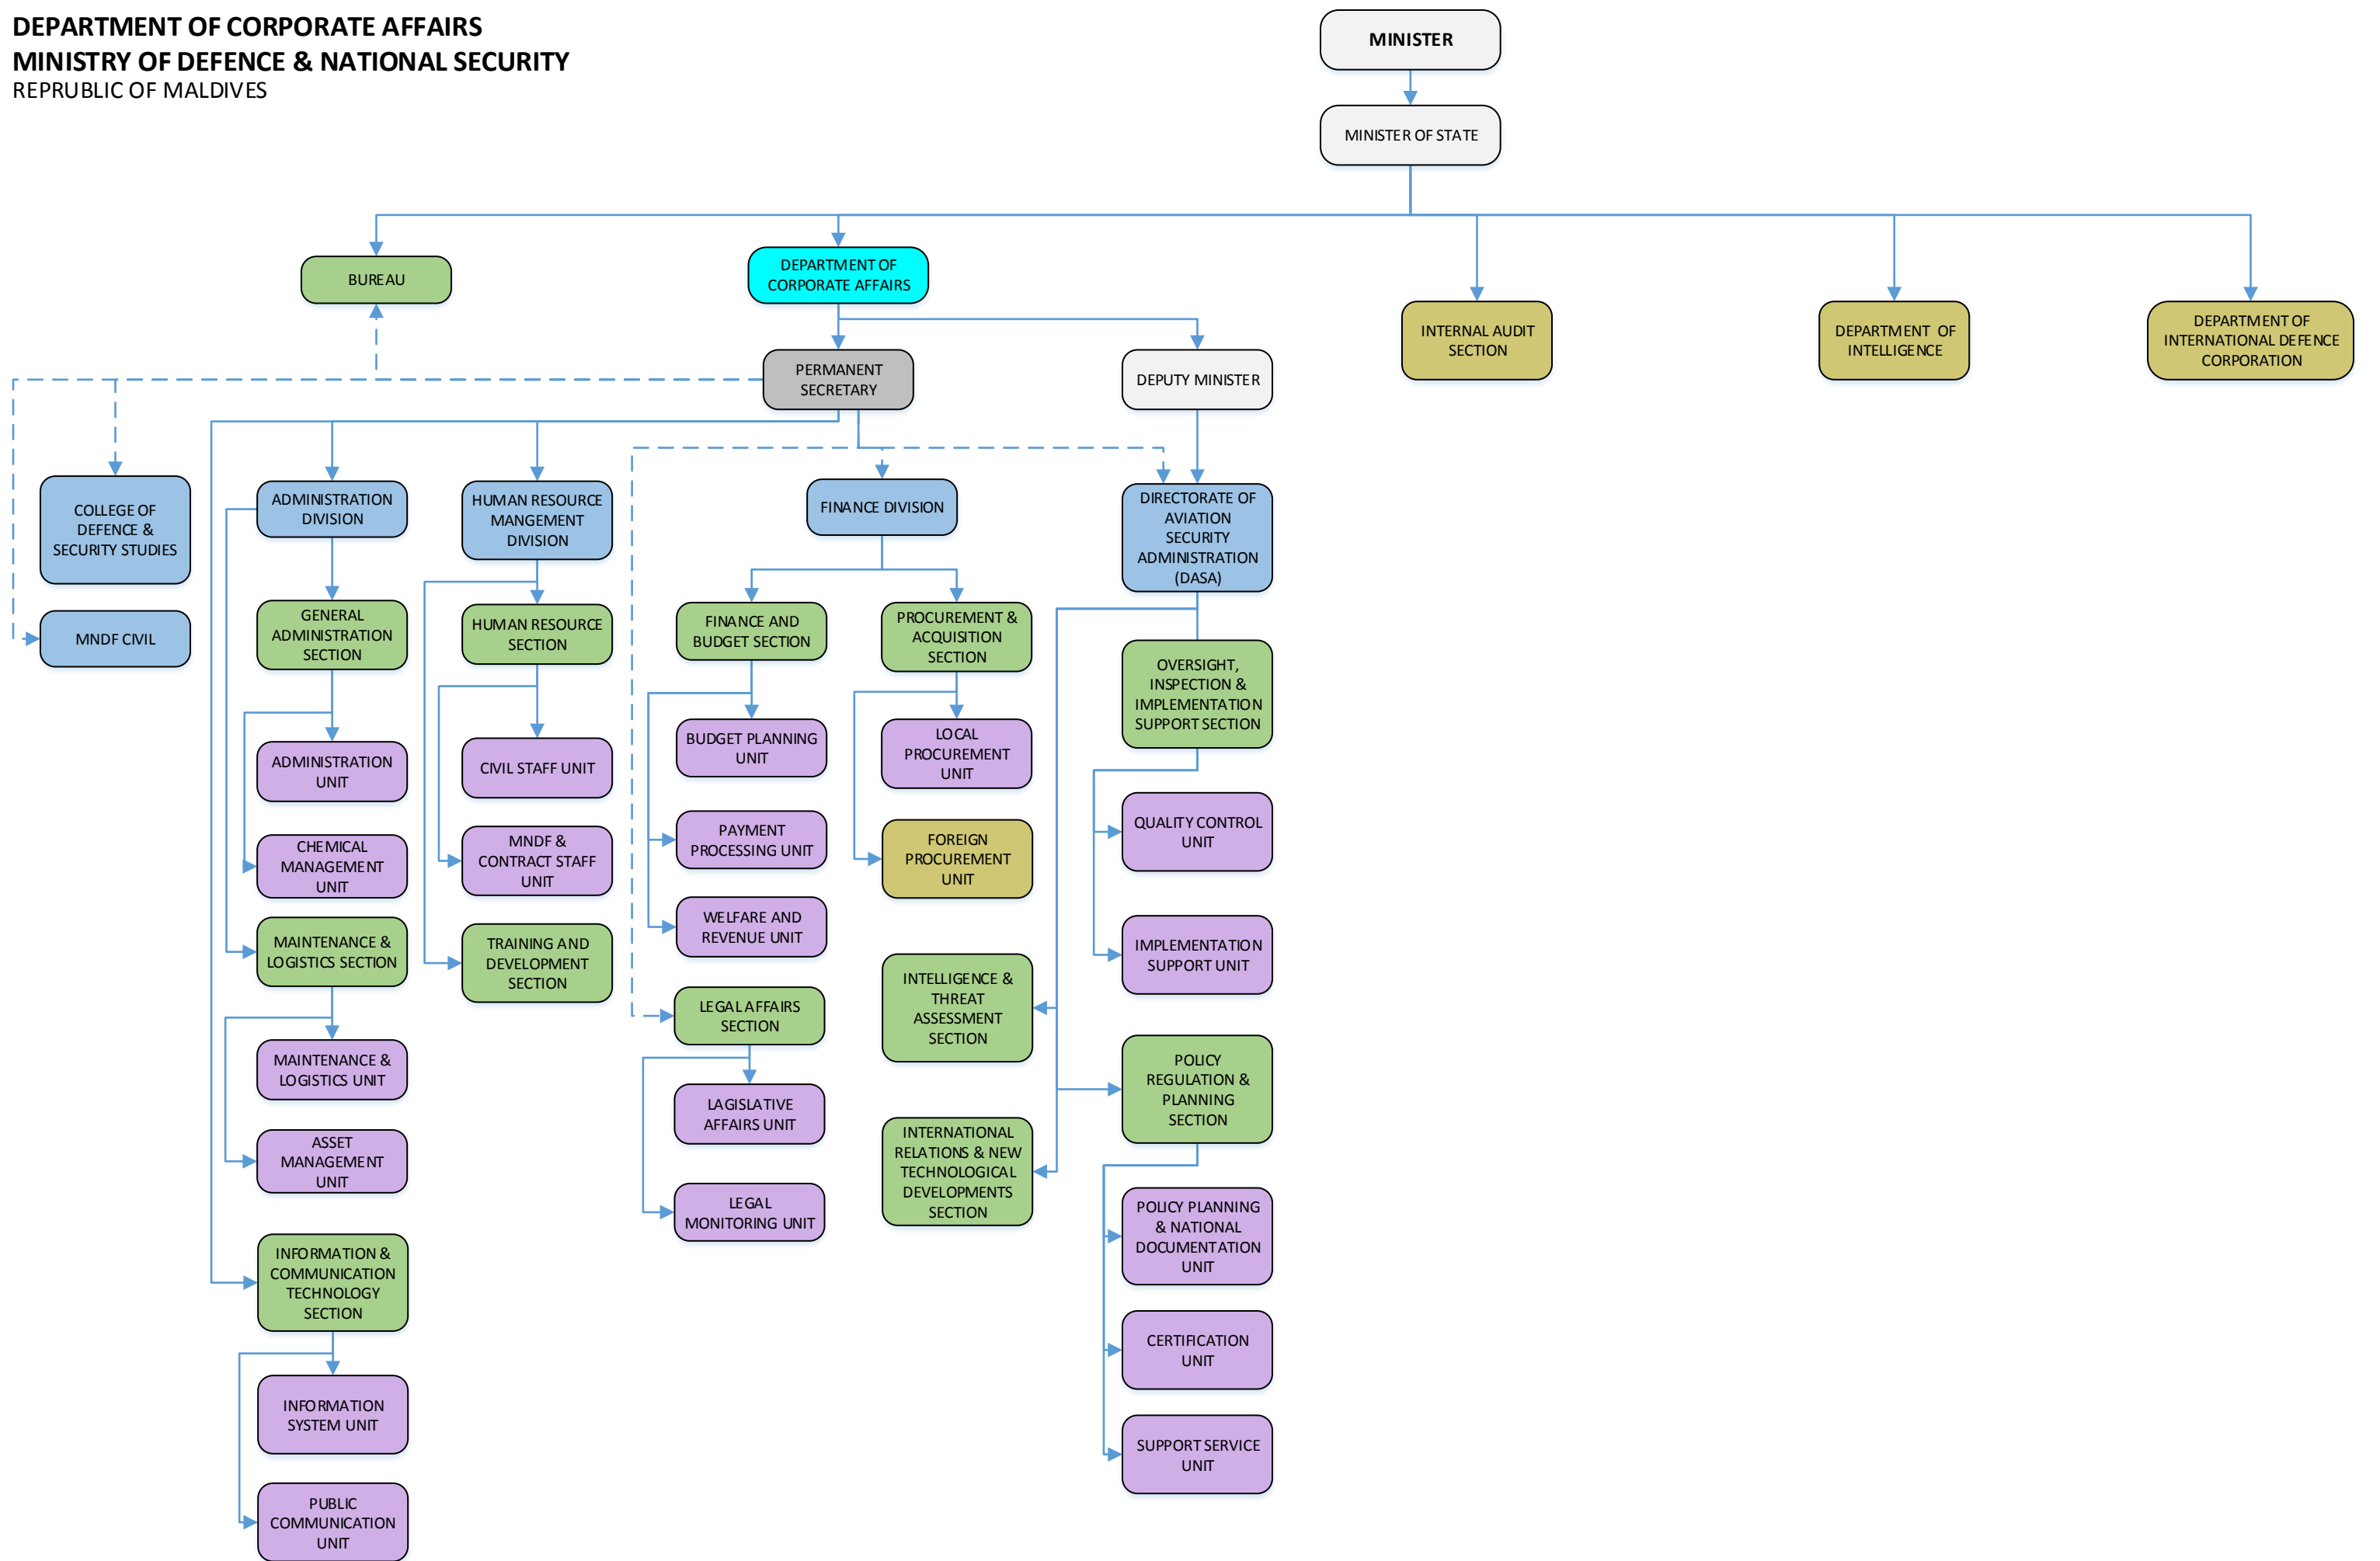 DEPARTMENT OF CORPORATE AFFAIRS
MINISTRY OF DEFENCE & NATIONAL SECURITY
REPRUBLIC OF MALDIVES
MINISTER
MINISTER OF STATE
BUREAU
DEPARTMENT OF
CORPORATE AFFAIRS
INTERNAL AUDIT
SECTION
DEPARTMENT OF
INTELLIGENCE
DEPARTMENT OF
INTERNATIONAL DEFENCE
CORPORATION
PERMANENT
SECRETARY
DEPUTY MINISTER
COLLEGE OF
DEFENCE &
SECURITY STUDIES
MNDF CIVIL
ADMINISTRATION
DIVISION
GENERAL
ADMINISTRATION
SECTION
ADMINISTRATION
UNIT
CHEMICAL
MANAGEMENT
UNIT
MAINTENANCE &
LOGISTICS SECTION
MAINTENANCE &
LOGISTICS UNIT
ASSET
MANAGEMENT
UNIT
INFORMATION &
COMMUNICATION
TECHNOLOGY
SECTION
INFORMATION
SYSTEM UNIT
PUBLIC
COMMUNICATION
UNIT
HUMAN RESOURCE
MANGEMENT
DIVISION
HUMAN RESOURCE
SECTION
CIVIL STAFF UNIT
MNDF &
CONTRACT STAFF
UNIT
TRAINING AND
DEVELOPMENT
SECTION
FINANCE DIVISION
FINANCE AND
BUDGET SECTION
BUDGET PLANNING
UNIT
PAYMENT
PROCESSING UNIT
WELFARE AND
REVENUE UNIT
LEGAL AFFAIRS
SECTION
LAGISLATIVE
AFFAIRS UNIT
LEGAL
MONITORING UNIT
PROCUREMENT &
ACQUISITION
SECTION
LOCAL
PROCUREMENT
UNIT
FOREIGN
PROCUREMENT
UNIT
INTELLIGENCE &
THREAT
ASSESSMENT
SECTION
INTERNATIONAL
RELATIONS & NEW
TECHNOLOGICAL
DEVELOPMENTS
SECTION
DIRECTORATE OF
AVIATION
SECURITY
ADMINISTRATION
(DASA)
OVERSIGHT,
INSPECTION &
IMPLEMENTATION
SUPPORT SECTION
QUALITY CONTROL
UNIT
IMPLEMENTATION
SUPPORT UNIT
POLICY
REGULATION &
PLANNING
SECTION
POLICY PLANNING
& NATIONAL
DOCUMENTATION
UNIT
CERTIFICATION
UNIT
SUPPORT SERVICE
UNIT